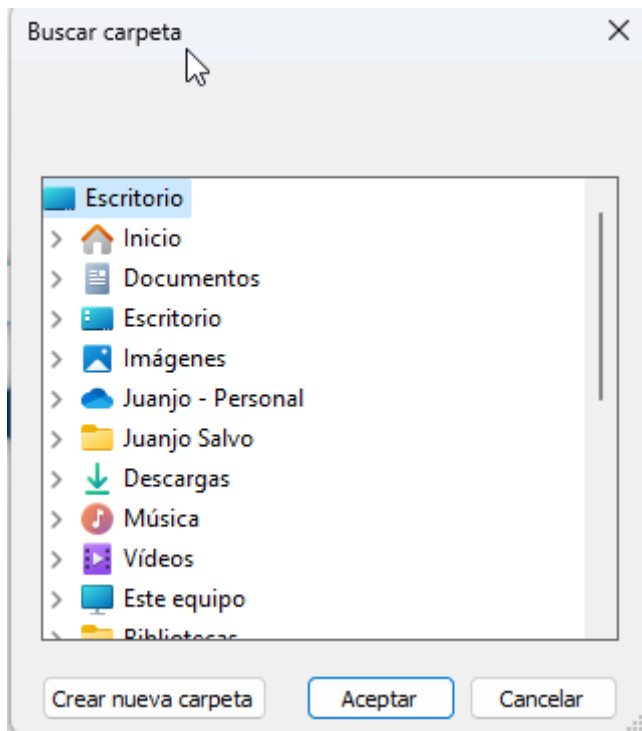 Buscar carpeta
Escritorio
Inicio
Documentos
Escritorio
Imágenes
Juanjo - Personal
Juanjo Salvo
Descargas
Música
Vídeos
Este equipo
Bibliotecas
Crear nueva carpeta
Aceptar
Cancelar